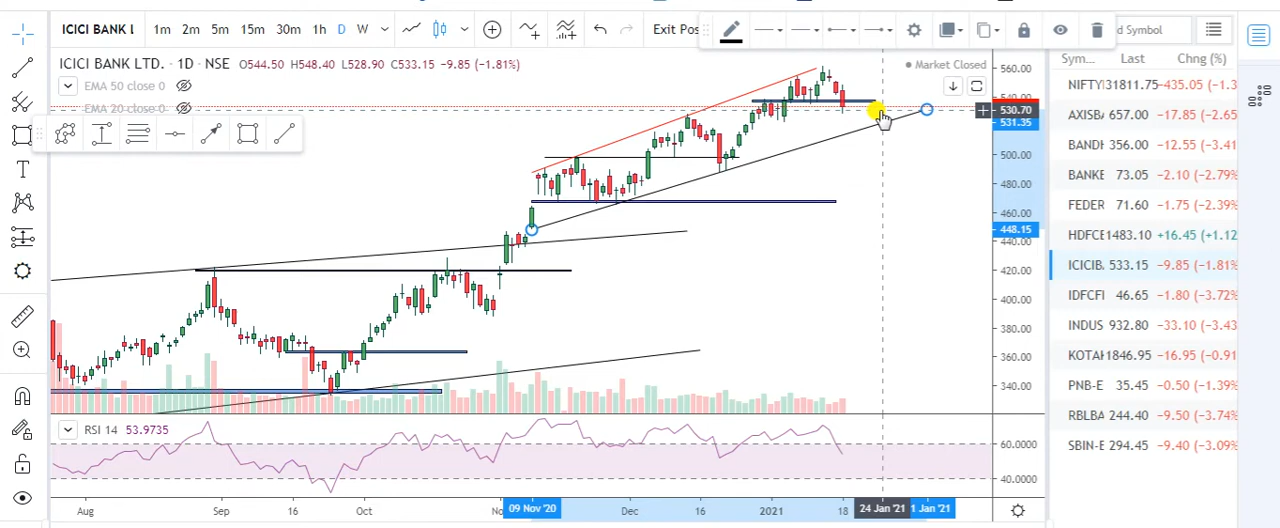 ICICI BANK L 1m 2m 5m 15m 30m 1h D W Exit Pos d Symbol
ICICI BANK LTD. · 1D · NSE O544.50 H548.40 L528.90 C533.15 -9.85 (-1.81%)
Market Closed
EMA 50 close 0
EMA 20 close 0
T
560.00
540.00
530.70
531.35
500.00
480.00
460.00
448.15
440.00
420.00
400.00
380.00
360.00
340.00
RSI 14 53.9735
60.0000
40.0000
Aug Sep 16 Oct No 09 Nov '20 Dec 16 2021 18 24 Jan '21 1 Jan '21
Sym... Last Chng (%)
NIFTY 31811.75 -435.05 (-1.3
AXISB 657.00 -17.85 (-2.65
BANDH 356.00 -12.55 (-3.41
BANKE 73.05 -2.10 (-2.79%
FEDER 71.60 -1.75 (-2.39%
HDFCE 1483.10 +16.45 (+1.12
ICICIB. 533.15 -9.85 (-1.81%
IDFCFI 46.65 -1.80 (-3.72%
INDUS 932.80 -33.10 (-3.43
KOTAK 1846.95 -16.95 (-0.91
PNB-E 35.45 -0.50 (-1.39%
RBLBA 244.40 -9.50 (-3.74%
SBIN-E 294.45 -9.40 (-3.09%